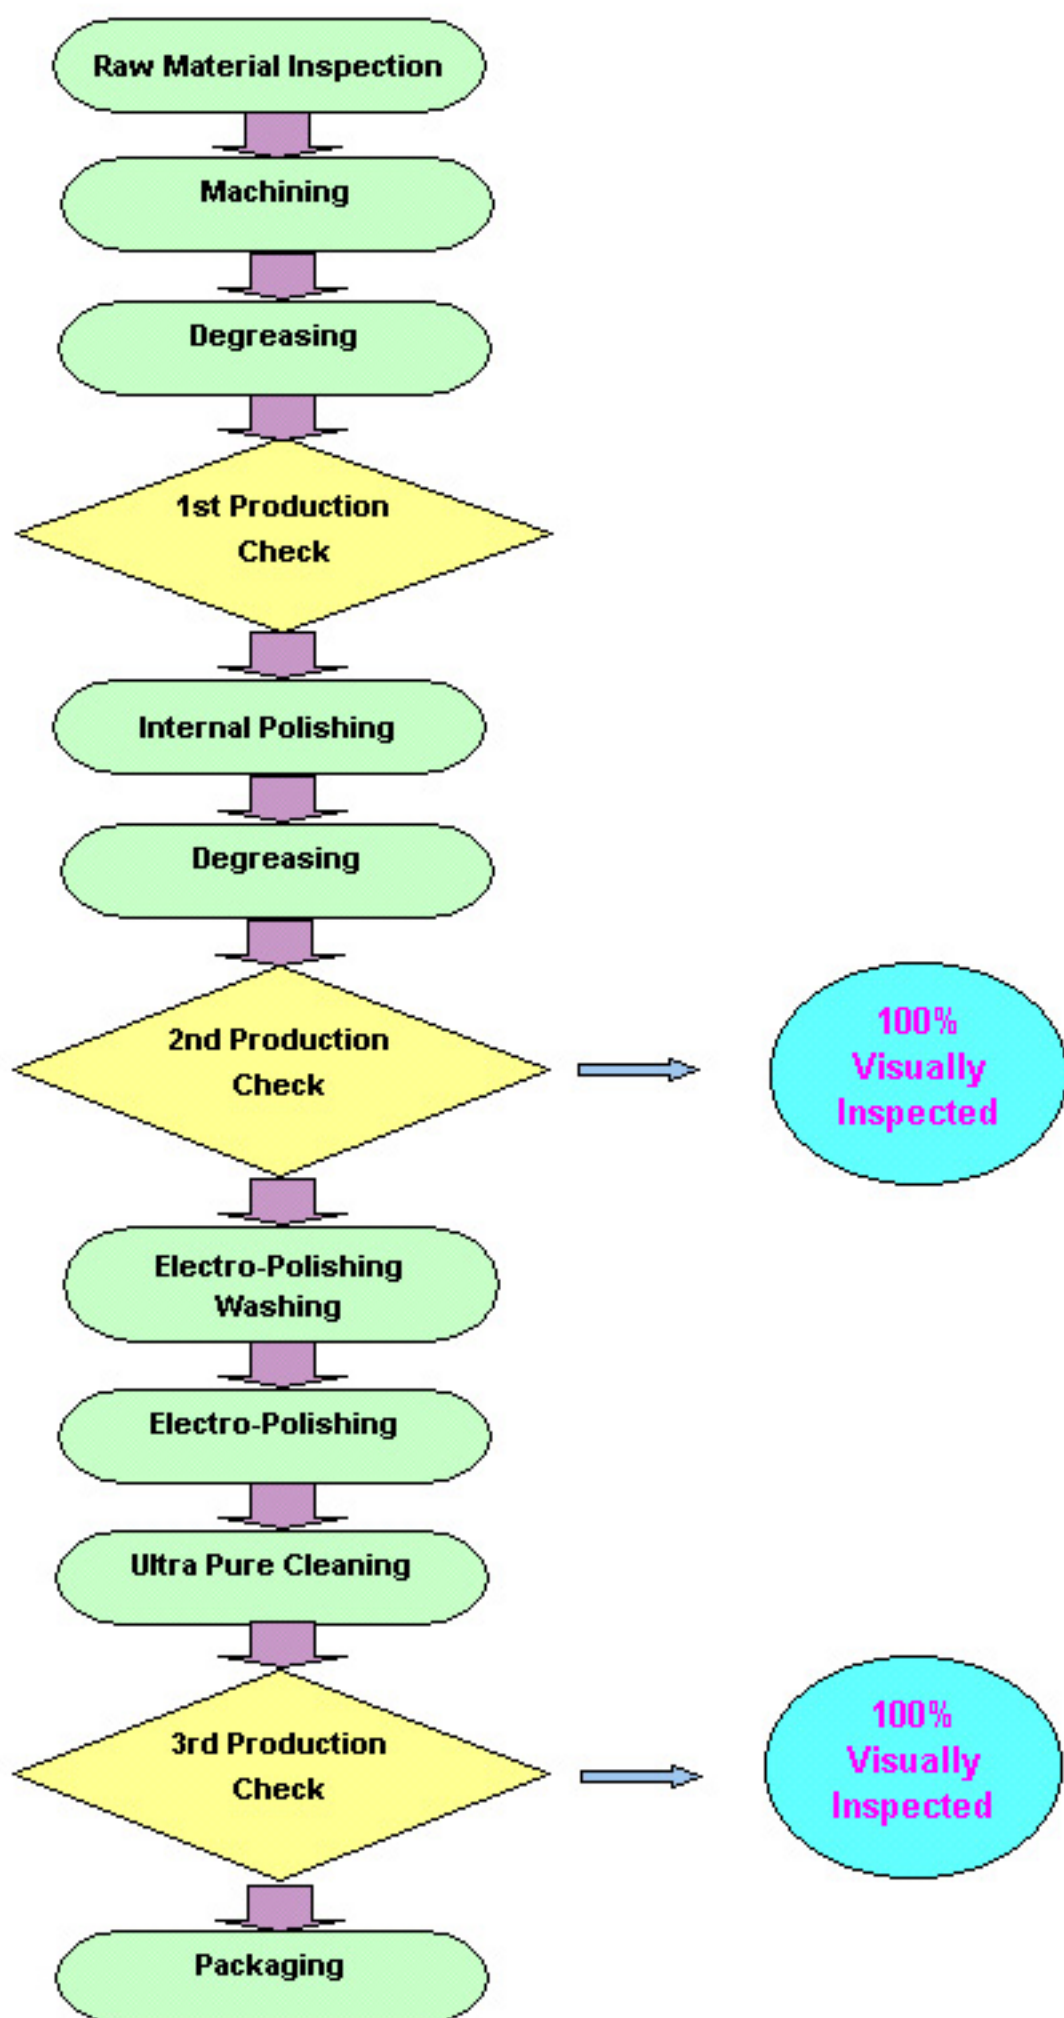 Raw Material Inspection
Machining
Degreasing
1st Production
Check
Internal Polishing
Degreasing
2nd Production
Check
100%
Visually
Inspected
Electro-Polishing
Washing
Electro-Polishing
Ultra Pure Cleaning
3rd Production
Check
100%
Visually
Inspected
Packaging